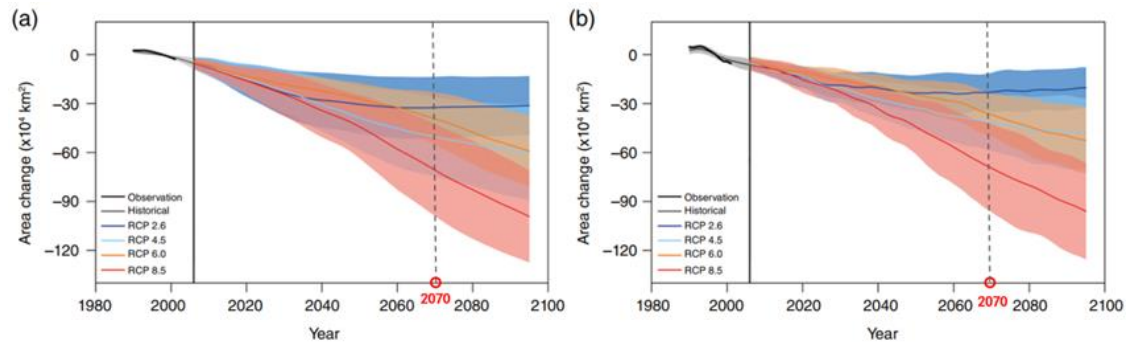 (a)
Area change (x10⁴ km²)
0
−30
−60
−90
−120
Observation
Historical
RCP 2.6
RCP 4.5
RCP 6.0
RCP 8.5
1980 2000 2020 2040 2060 2070 2080 2100
Year
(b)
Area change (x10⁴ km²)
0
−30
−60
−90
−120
Observation
Historical
RCP 2.6
RCP 4.5
RCP 6.0
RCP 8.5
1980 2000 2020 2040 2060 2070 2080 2100
Year